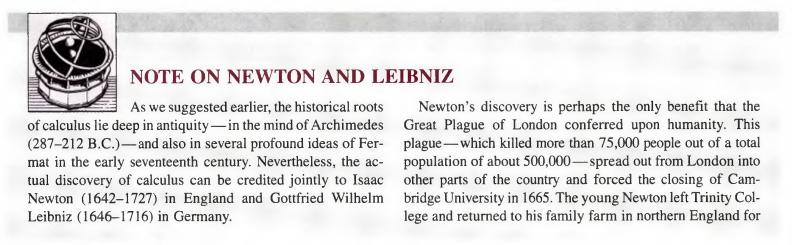 NOTE ON NEWTON AND LEIBNIZ
As we suggested earlier, the historical roots
of calculus lie deep in antiquity—in the mind of Archimedes
(287–212 B.C.)—and also in several profound ideas of Fer-
mat in the early seventeenth century. Nevertheless, the ac-
tual discovery of calculus can be credited jointly to Isaac
Newton (1642–1727) in England and Gottfried Wilhelm
Leibniz (1646–1716) in Germany.
Newton's discovery is perhaps the only benefit that the
Great Plague of London conferred upon humanity. This
plague—which killed more than 75,000 people out of a total
population of about 500,000—spread out from London into
other parts of the country and forced the closing of Cam-
bridge University in 1665. The young Newton left Trinity Col-
lege and returned to his family farm in northern England for